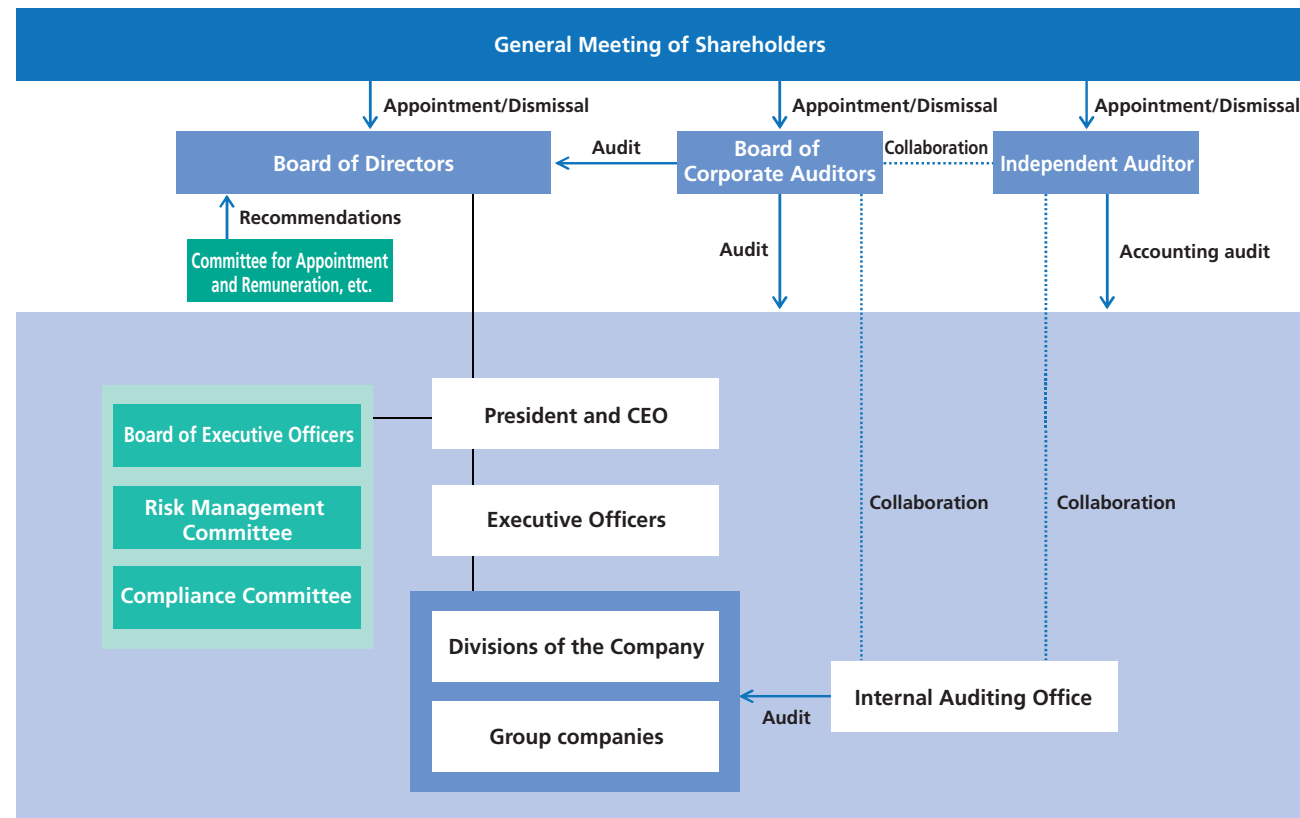 General Meeting of Shareholders
Appointment/Dismissal
Appointment/Dismissal
Appointment/Dismissal
Board of Directors
Audit
Board of
Corporate Auditors
Collaboration
Independent Auditor
Recommendations
Committee for Appointment
and Remuneration, etc.
Audit
Accounting audit
Board of Executive Officers
Risk Management
Committee
Compliance Committee
President and CEO
Executive Officers
Collaboration
Collaboration
Divisions of the Company
Group companies
Audit
Internal Auditing Office